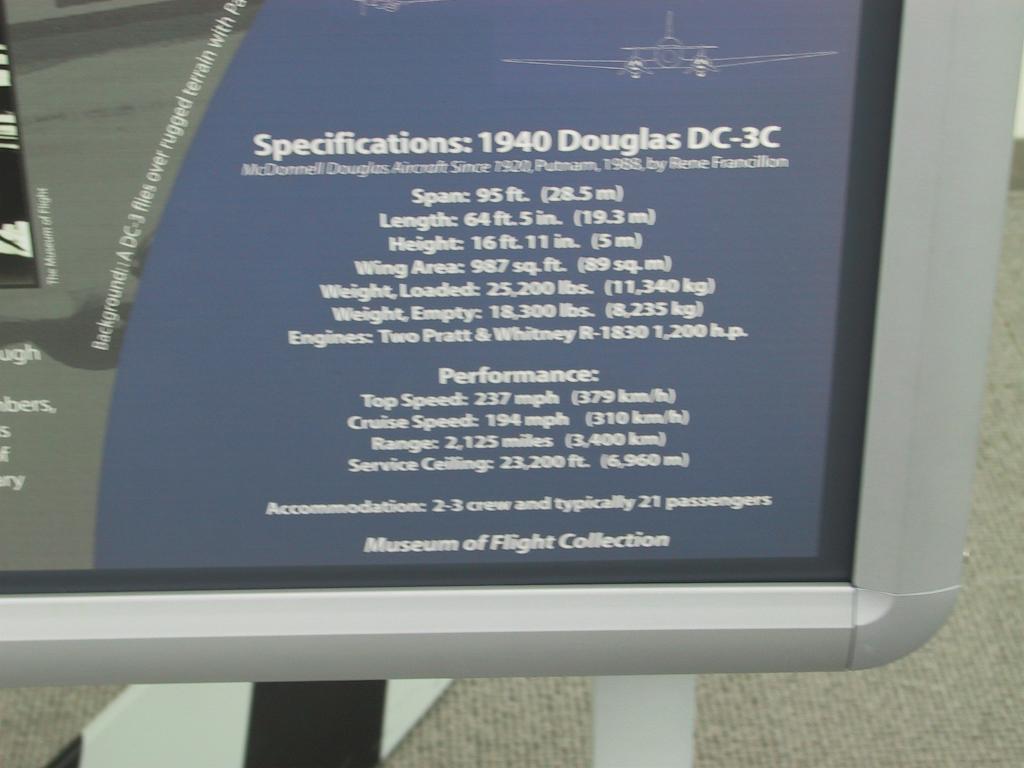 Background: A DC-3 flies over rugged terrain with Pa
The Museum of Flight
ugh
nbers,
s
of
ary
Specifications: 1940 Douglas DC-3C
McDonnell Douglas Aircraft Since 1920, Putnam, 1988, by Rene Francillon
Span: 95 ft. (28.5 m)
Length: 64 ft. 5 in. (19.3 m)
Height: 16 ft. 11 in. (5 m)
Wing Area: 987 sq. ft. (89 sq. m)
Weight, Loaded: 25,200 lbs. (11,340 kg)
Weight, Empty: 18,300 lbs. (8,235 kg)
Engines: Two Pratt & Whitney R-1830 1,200 h.p.
Performance:
Top Speed: 237 mph (379 km/h)
Cruise Speed: 194 mph (310 km/h)
Range: 2,125 miles (3,400 km)
Service Ceiling: 23,200 ft. (6,960 m)
Accommodation: 2-3 crew and typically 21 passengers
Museum of Flight Collection